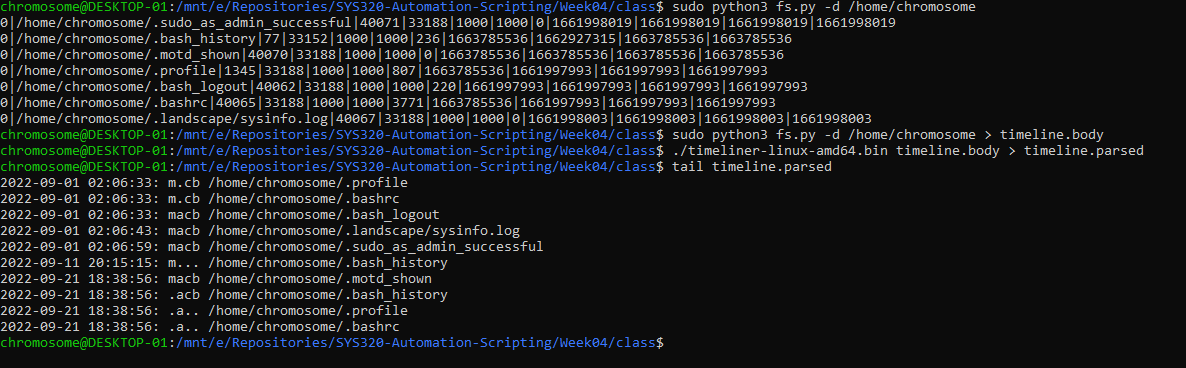 chromosome@DESKTOP-01:/mnt/e/Repositories/SYS320-Automation-Scripting/Week04/class$ sudo python3 fs.py -d /home/chromosome
0|/home/chromosome/.sudo_as_admin_successful|40071|33188|1000|1000|0|1661998019|1661998019|1661998019|1661998019
0|/home/chromosome/.bash_history|77|33152|1000|1000|236|1663785536|1662927315|1663785536|1663785536
0|/home/chromosome/.motd_shown|40070|33188|1000|1000|0|1663785536|1663785536|1663785536|1663785536
0|/home/chromosome/.profile|1345|33188|1000|1000|807|1663785536|1661997993|1661997993|1661997993
0|/home/chromosome/.bash_logout|40062|33188|1000|1000|220|1661997993|1661997993|1661997993|1661997993
0|/home/chromosome/.bashrc|40065|33188|1000|1000|3771|1663785536|1661997993|1661997993|1661997993
0|/home/chromosome/.landscape/sysinfo.log|40067|33188|1000|1000|0|1661998003|1661998003|1661998003|1661998003
chromosome@DESKTOP-01:/mnt/e/Repositories/SYS320-Automation-Scripting/Week04/class$ sudo python3 fs.py -d /home/chromosome > timeline.body
chromosome@DESKTOP-01:/mnt/e/Repositories/SYS320-Automation-Scripting/Week04/class$ ./timeliner-linux-amd64.bin timeline.body > timeline.parsed
chromosome@DESKTOP-01:/mnt/e/Repositories/SYS320-Automation-Scripting/Week04/class$ tail timeline.parsed
2022-09-01 02:06:33: m.cb /home/chromosome/.profile
2022-09-01 02:06:33: m.cb /home/chromosome/.bashrc
2022-09-01 02:06:33: macb /home/chromosome/.bash_logout
2022-09-01 02:06:43: macb /home/chromosome/.landscape/sysinfo.log
2022-09-01 02:06:59: macb /home/chromosome/.sudo_as_admin_successful
2022-09-11 20:15:15: m... /home/chromosome/.bash_history
2022-09-21 18:38:56: macb /home/chromosome/.motd_shown
2022-09-21 18:38:56: .acb /home/chromosome/.bash_history
2022-09-21 18:38:56: .a.. /home/chromosome/.profile
2022-09-21 18:38:56: .a.. /home/chromosome/.bashrc
chromosome@DESKTOP-01:/mnt/e/Repositories/SYS320-Automation-Scripting/Week04/class$